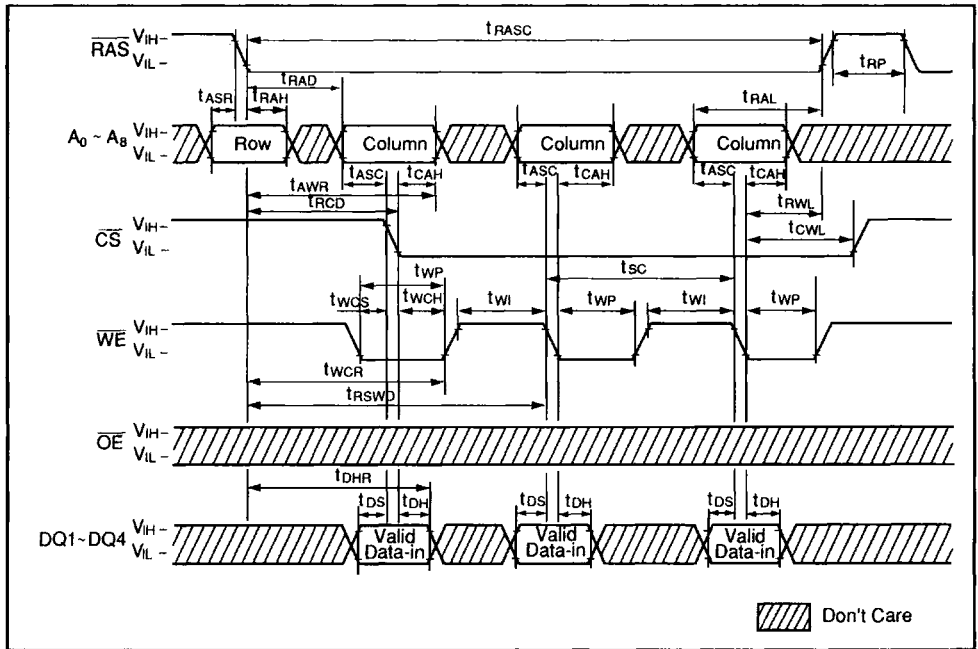 RAS VIH VIL tRASC tRP
tRAD
tASR tRAH tRAL
A0 ~ A8 VIH VIL Row Column Column Column
tASC tCAH tASC tCAH tASC tCAH
tAWR
tRCD tRWL
CS VIH VIL tCWL
tWP tSC
tWCS tWCH tWI tWP tWI tWP
WE VIH VIL
tWCR
tRSWD
OE VIH VIL
tDHR
tDS tDH tDS tDH tDS tDH
DQ1~DQ4 VIH VIL Valid Data-in Valid Data-in Valid Data-in
Don't Care